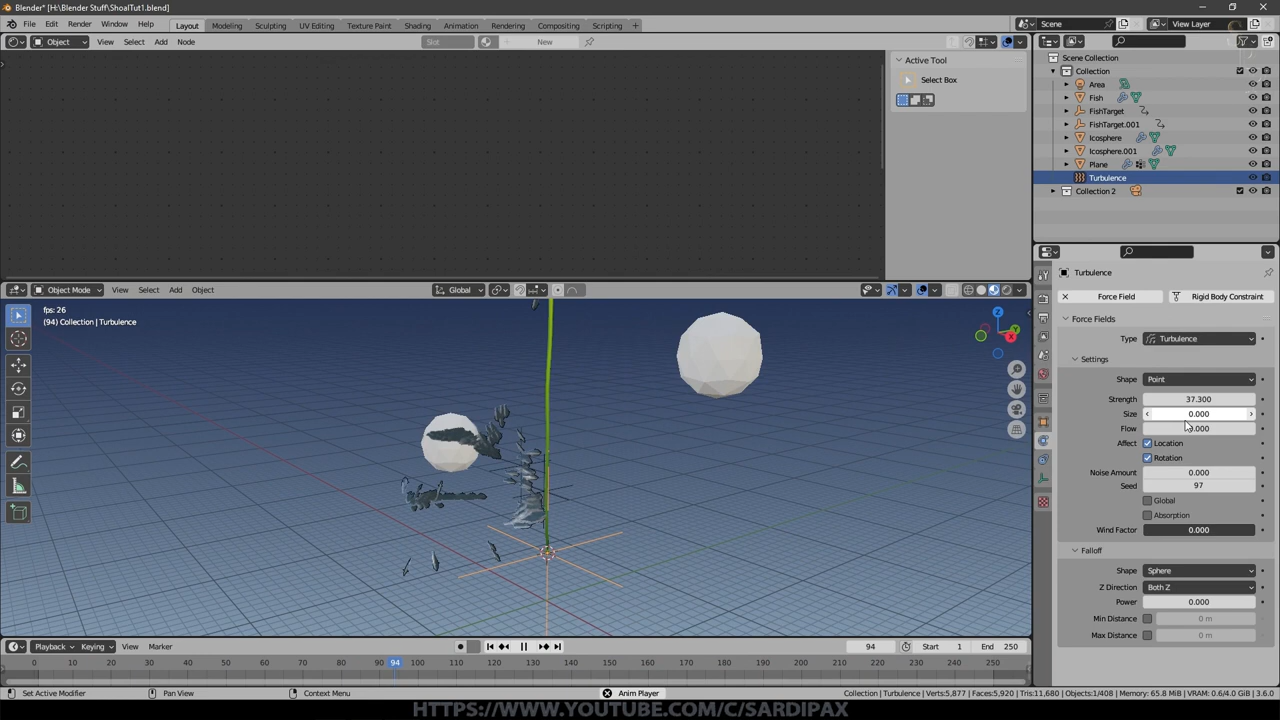 Blender* [H:\Blender Stuff\ShoalTut1.blend]
File Edit Render Window Help Layout Modeling Sculpting UV Editing Texture Paint Shading Animation Rendering Compositing Scripting + Scene View Layer
Object View Select Add Node Slot New
Active Tool
Select Box
Scene Collection
Collection
Area
Fish
FishTarget
FishTarget.001
Icosphere
Icosphere.001
Plane
Turbulence
Collection 2
Object Mode View Select Add Object Global
fps: 26
(94) Collection | Turbulence
Z
Y
X
Turbulence
Force Field Rigid Body Constraint
Force Fields
Type Turbulence
Settings
Shape Point
Strength 37.300
Size 0.000
Flow 0.000
Affect Location
Rotation
Noise Amount 0.000
Seed 97
Global
Absorption
Wind Factor 0.000
Falloff
Shape Sphere
Z Direction Both Z
Power 0.000
Min Distance 0 m
Max Distance 0 m
Playback Keying View Marker 94 Start 1 End 250
0 10 20 30 40 50 60 70 80 90 94 100 110 120 130 140 150 160 170 180 190 200 210 220 230 240 250
Set Active Modifier Pan View Context Menu Anim Player Collection | Turbulence | Verts:5,877 | Faces:5,920 | Tris:11,680 | Objects:1/408 | Memory: 65.8 MiB | VRAM: 0.6/4.0 GiB | 3.6.0
HTTPS://WWW.YOUTUBE.COM/C/SARDIPAX